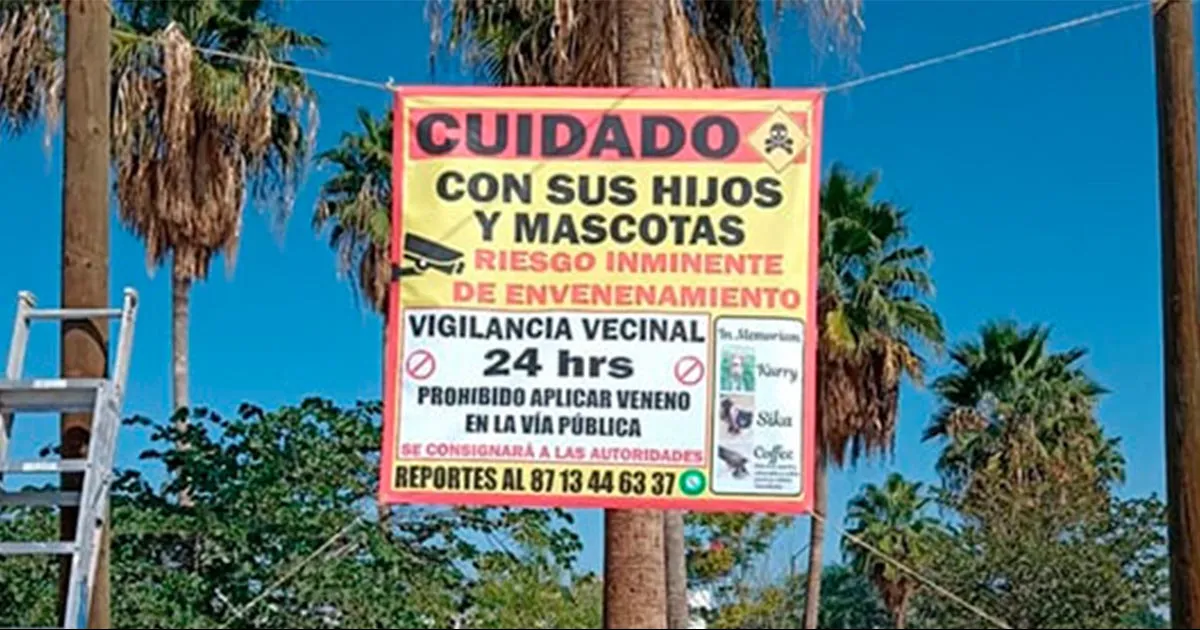 CUIDADO
CON SUS HIJOS
Y MASCOTAS
RIESGO INMINENTE
DE ENVENENAMIENTO
VIGILANCIA VECINAL
24 hrs
PROHIBIDO APLICAR VENENO
EN LA VÍA PÚBLICA
SE CONSIGNARÁ A LAS AUTORIDADES
REPORTES AL 87 13 44 63 37
In Memoriam
Kurry
Sika
Coffee